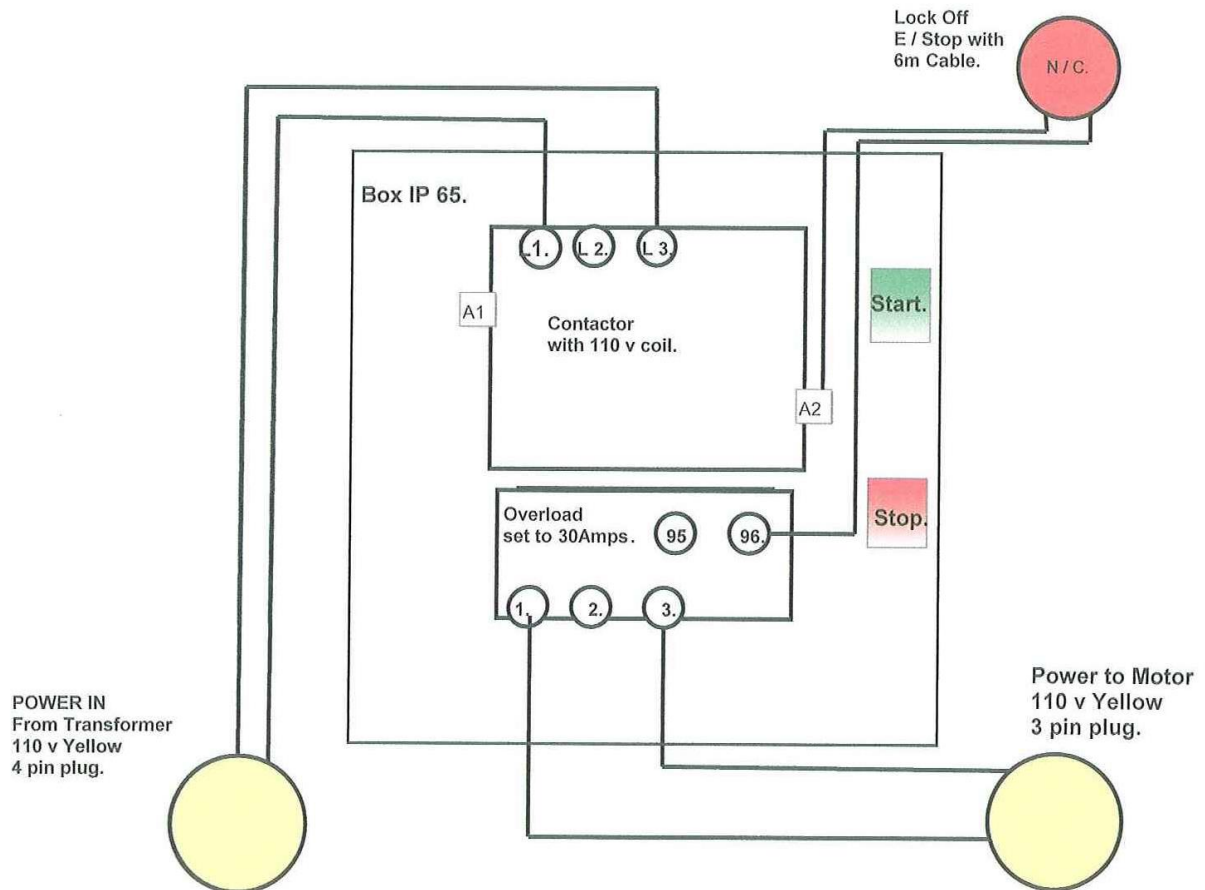 Lock Off
E / Stop with
6m Cable.
N / C.
Box IP 65.
L1.
L 2.
L 3.
A1
Contactor
with 110 v coil.
Start.
A2
Overload
set to 30Amps.
95
96.
Stop.
1.
2.
3.
POWER IN
From Transformer
110 v Yellow
4 pin plug.
Power to Motor
110 v Yellow
3 pin plug.